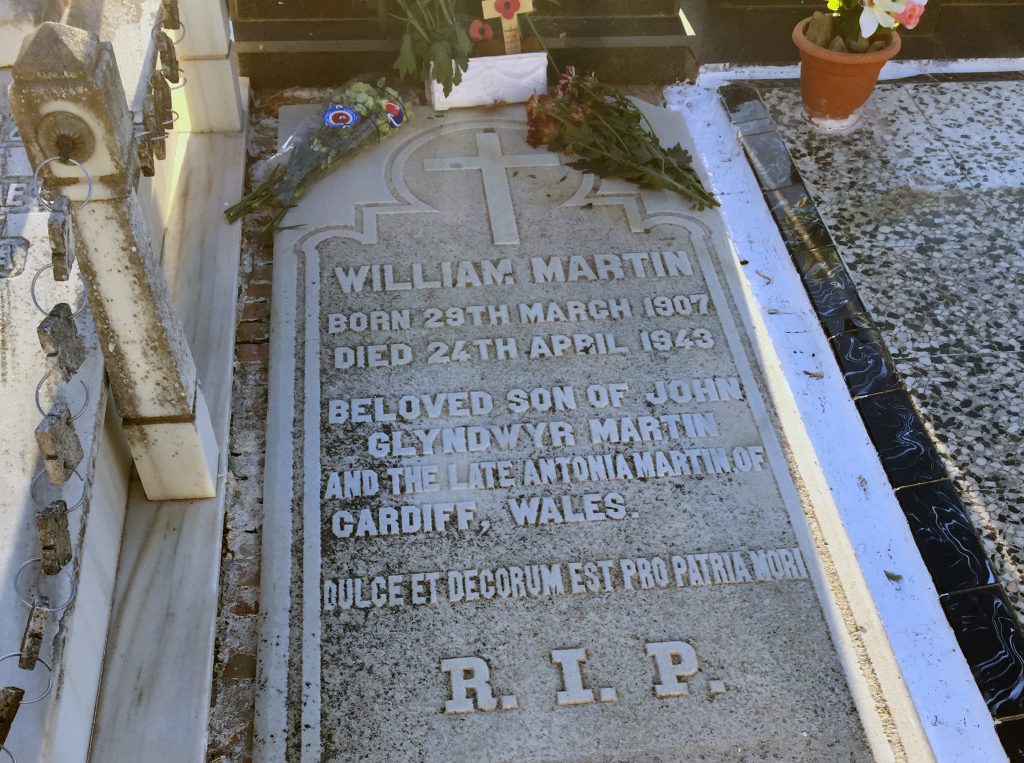 WILLIAM MARTIN
BORN 29TH MARCH 1907
DIED 24TH APRIL 1943
BELOVED SON OF JOHN
GLYNDWYR MARTIN
AND THE LATE ANTONIA MARTIN OF
CARDIFF, WALES.
DULCE ET DECORUM EST PRO PATRIA MORI
R. I. P.